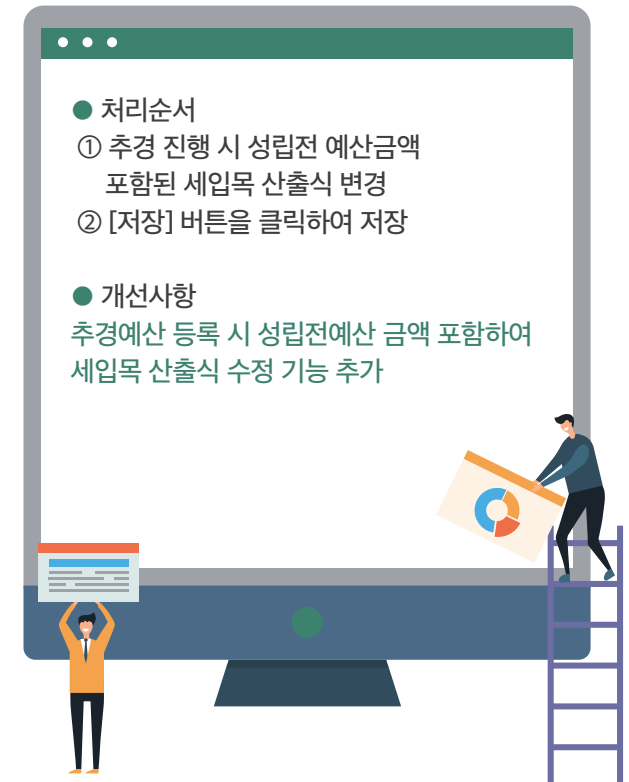 ● 처리순서
① 추경 진행 시 성립전 예산금액
포함된 세입목 산출식 변경
② [저장] 버튼을 클릭하여 저장
● 개선사항
추경예산 등록 시 성립전예산 금액 포함하여
세입목 산출식 수정 기능 추가